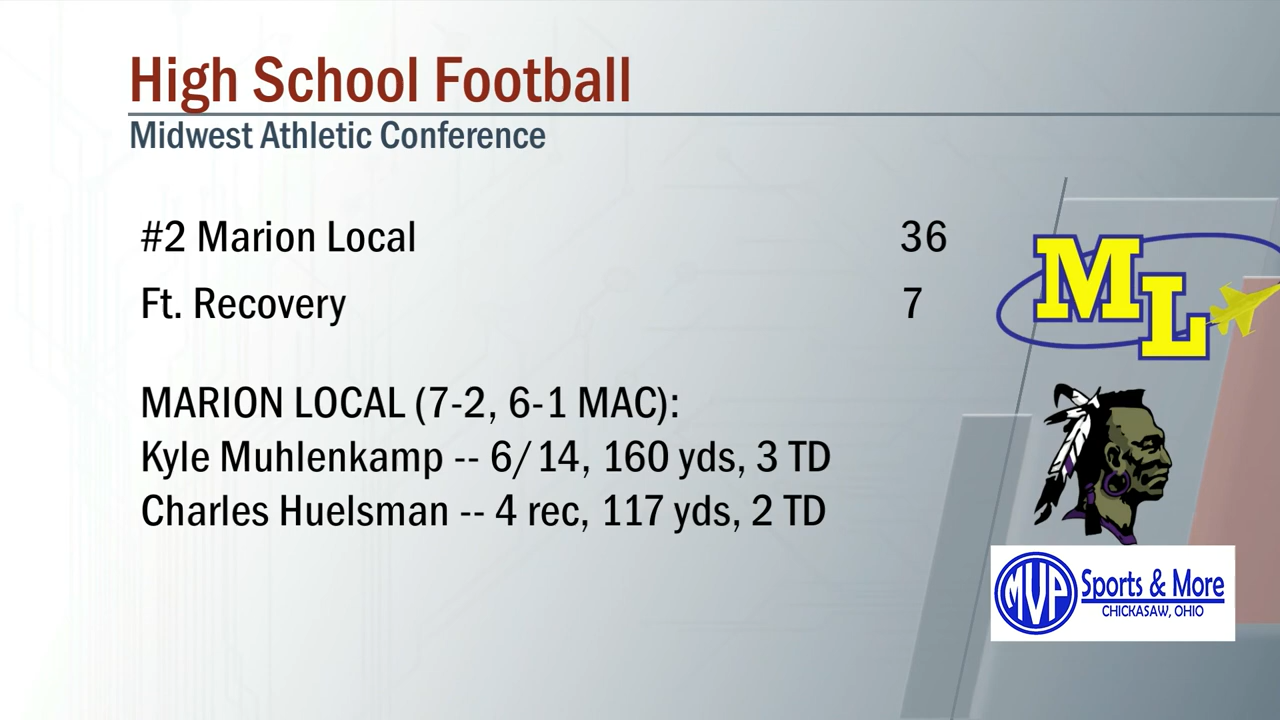 High School Football
Midwest Athletic Conference
#2 Marion Local 36
Ft. Recovery 7
ML
MARION LOCAL (7-2, 6-1 MAC):
Kyle Muhlenkamp -- 6/14, 160 yds, 3 TD
Charles Huelsman -- 4 rec, 117 yds, 2 TD
MVP Sports & More
CHICKASAW, OHIO